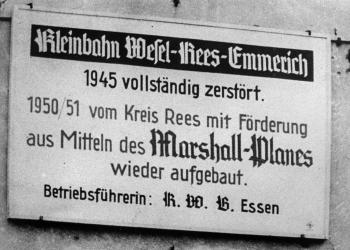 Kleinbahn Wesel-Rees-Emmerich
1945 vollständig zerstört.
1950/51 vom Kreis Rees mit Förderung
aus Mitteln des Marshall-Planes
wieder aufgebaut.
Betriebsführerin: R. W. E. Essen